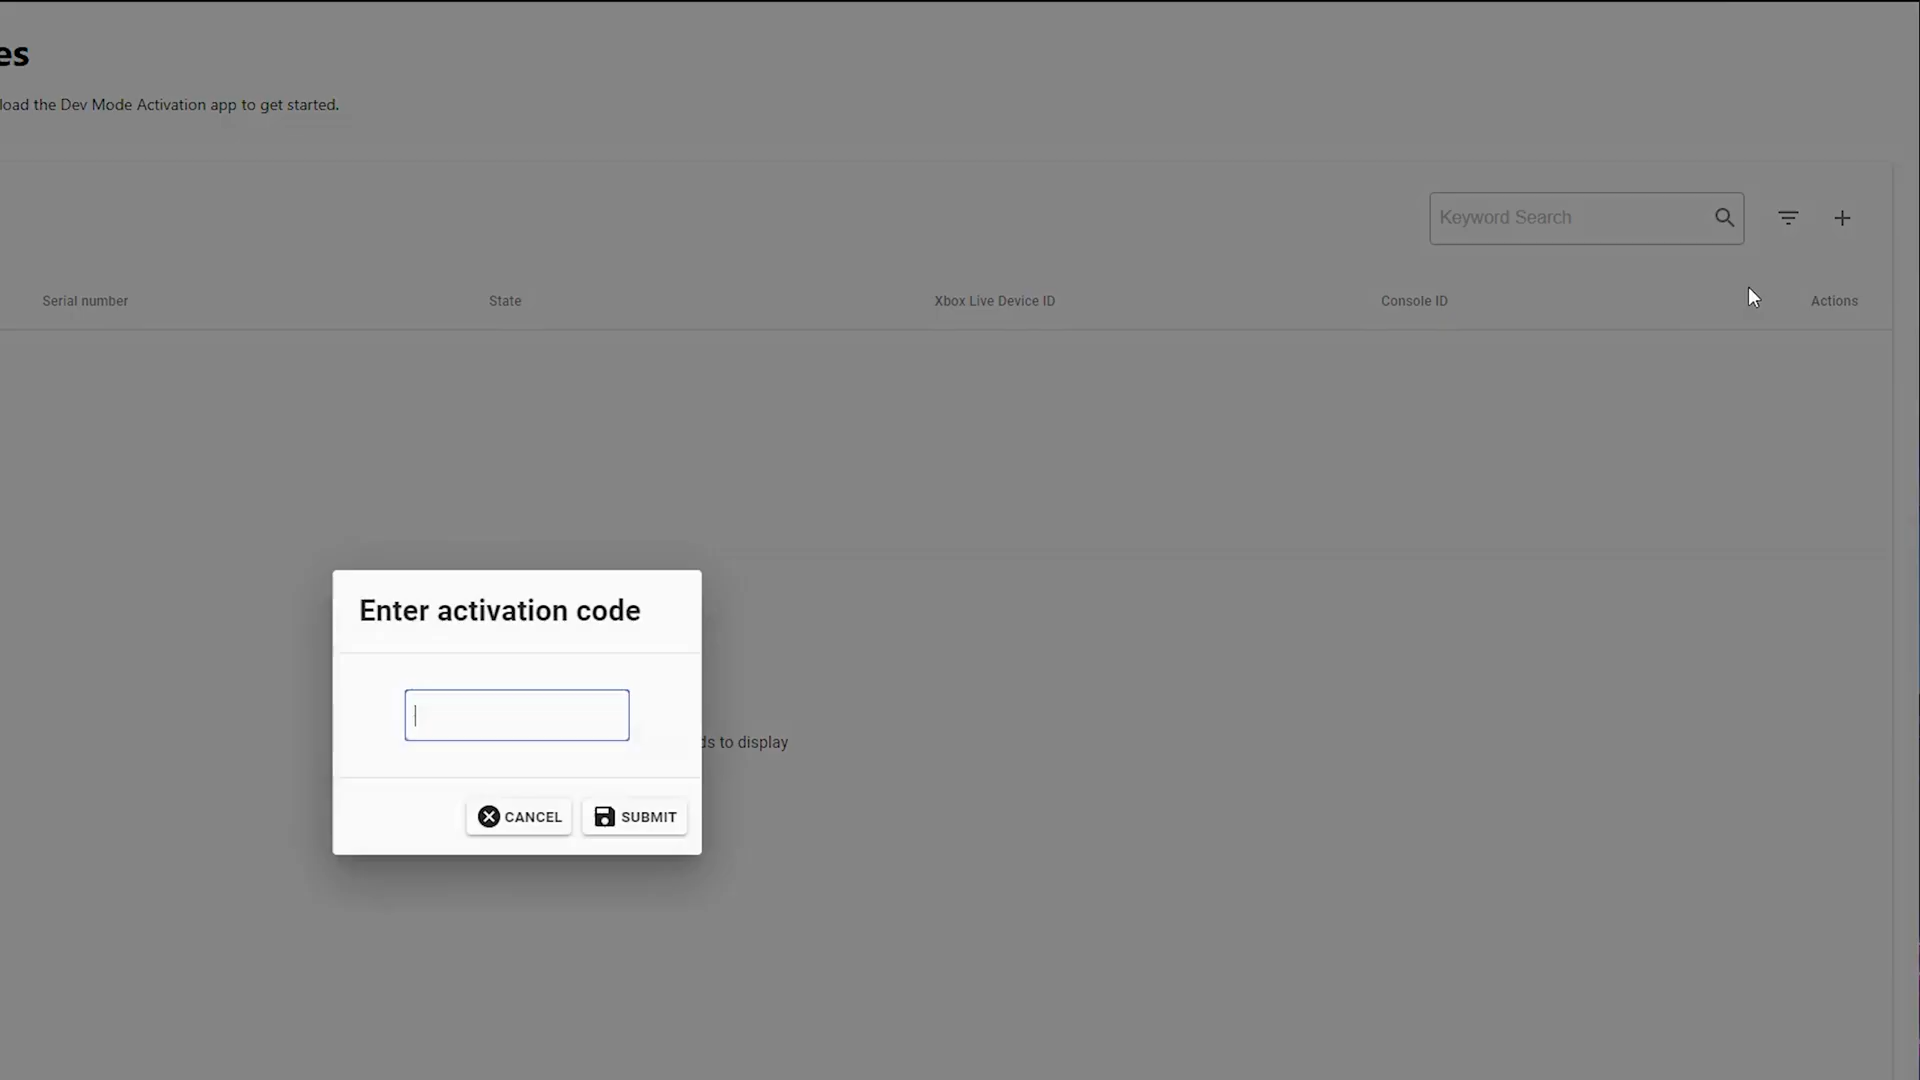 es
load the Dev Mode Activation app to get started.
Keyword Search
Serial number State Xbox Live Device ID Console ID Actions
Enter activation code
ds to display
CANCEL SUBMIT